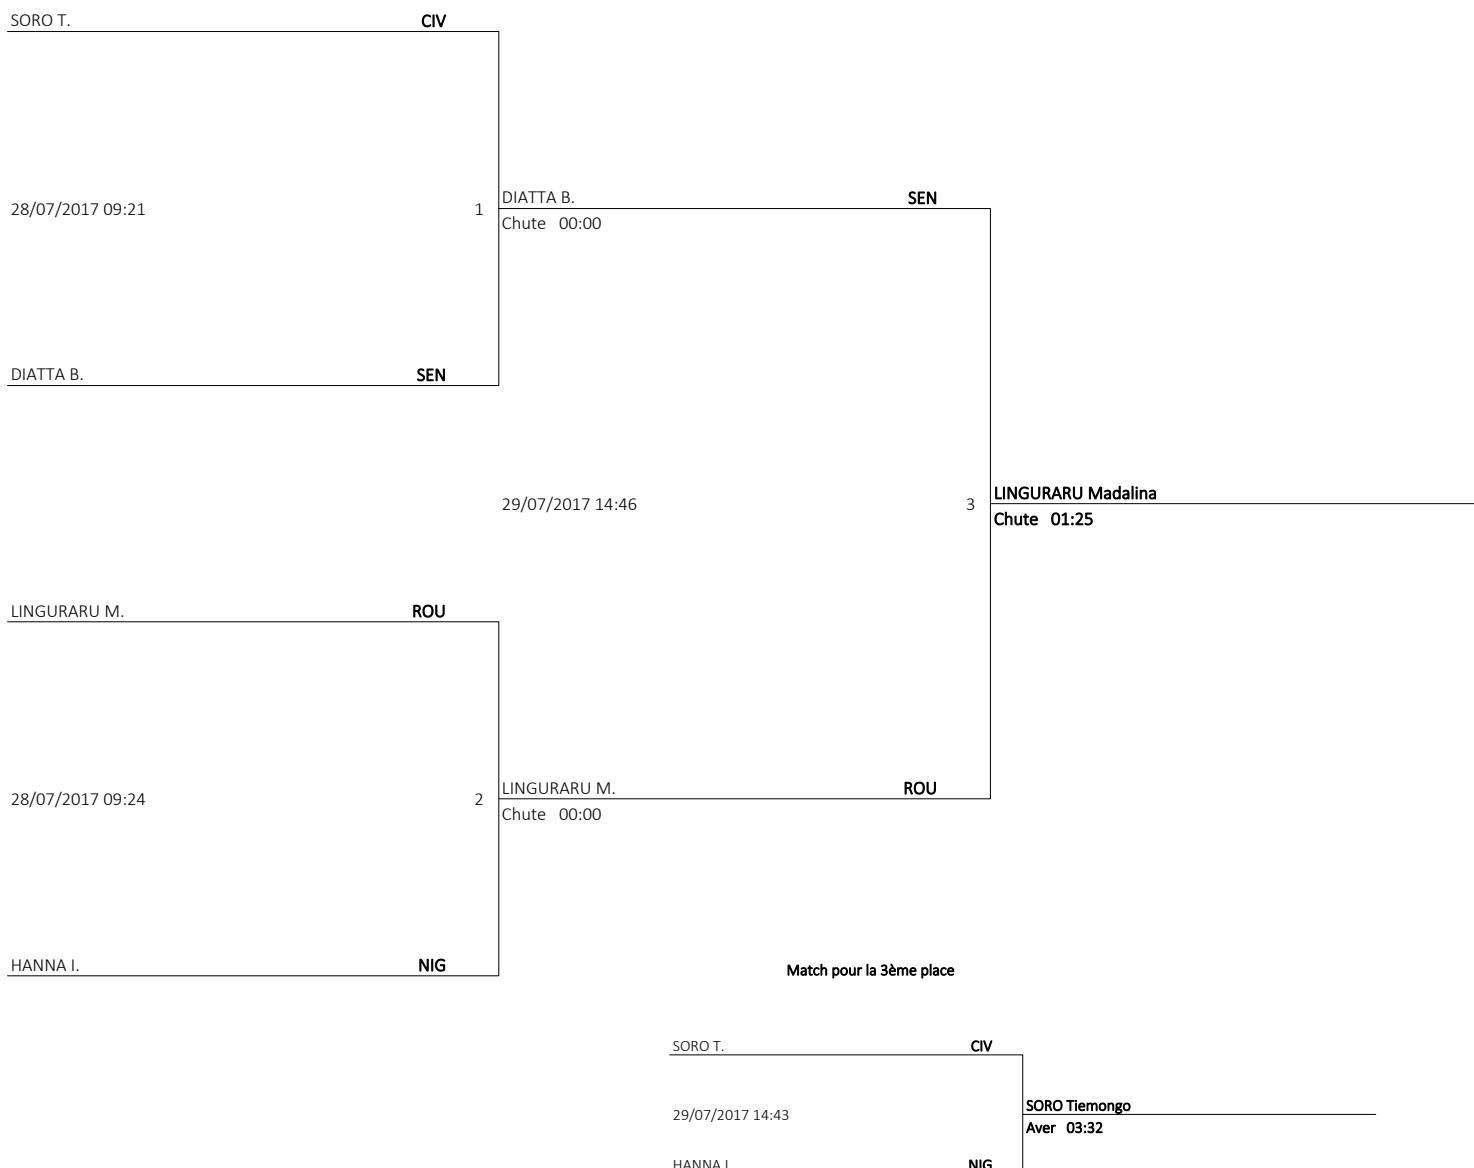 SORO T. CIV
28/07/2017 09:21 1
DIATTA B. SEN
Chute 00:00
DIATTA B. SEN
29/07/2017 14:46 3
LINGURARU Madalina
Chute 01:25
LINGURARU M. ROU
28/07/2017 09:24 2
LINGURARU M. ROU
Chute 00:00
HANNA I. NIG
Match pour la 3ème place
SORO T. CIV
29/07/2017 14:43
SORO Tiemongo
Aver 03:32
HANNA I. NIG